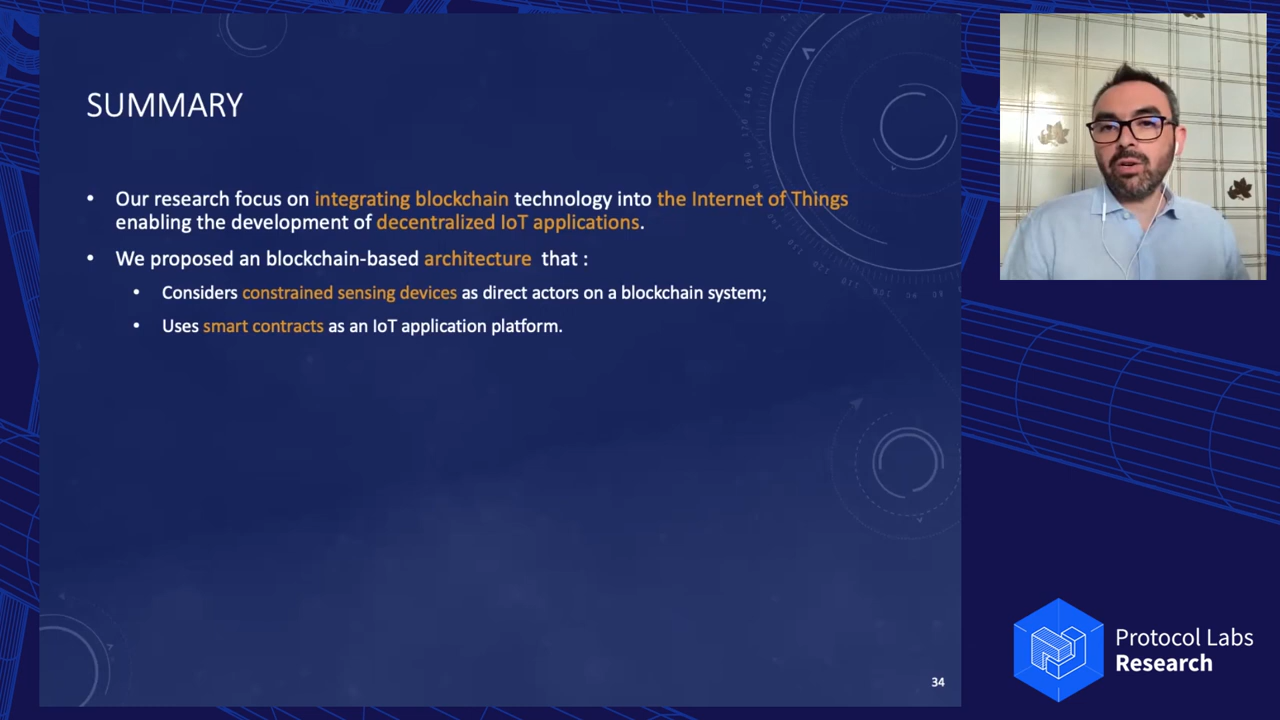 SUMMARY
• Our research focus on integrating blockchain technology into the Internet of Things
enabling the development of decentralized IoT applications.
• We proposed an blockchain-based architecture that :
• Considers constrained sensing devices as direct actors on a blockchain system;
• Uses smart contracts as an IoT application platform.
34
Protocol Labs
Research